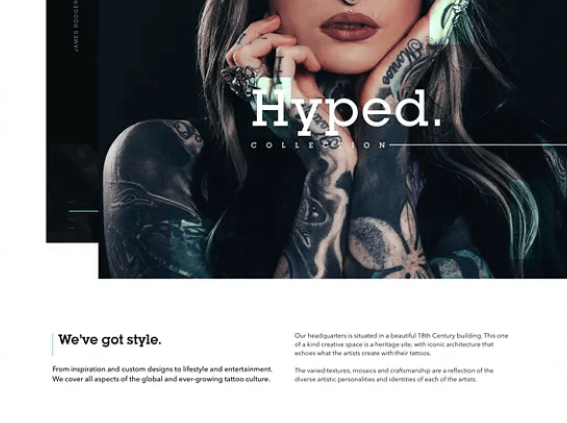 JAMES RODGER
Monroe
Hyped.
COLLECTION
We've got style.
From inspiration and custom designs to lifestyle and entertainment.
We cover all aspects of the global and ever-growing tattoo culture.
Our headquarters is situated in a beautiful 18th Century building. This one
of a kind creative space is a heritage site, with iconic architecture that
echoes what the artists create with their tattoos.
The varied textures, mosaics and craftsmanship are a reflection of the
diverse artistic personalities and identities of each of the artists.